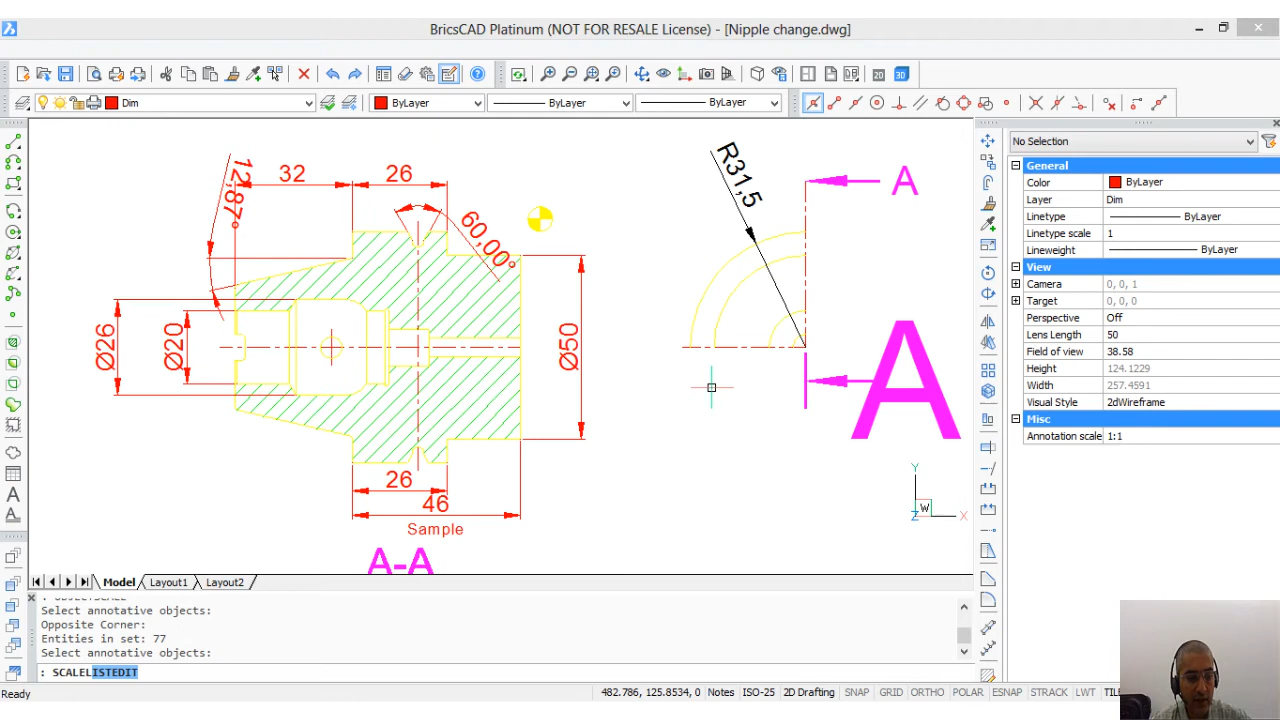 BricsCAD Platinum (NOT FOR RESALE License) - [Nipple change.dwg]
Dim
ByLayer
ByLayer
ByLayer
2D
3D
No Selection
General
Color ByLayer
Layer Dim
Linetype ByLayer
Linetype scale 1
Lineweight ByLayer
View
Camera 0, 0, 1
Target 0, 0, 0
Perspective Off
Lens Length 50
Field of view 38.58
Height 124.1229
Width 257.4591
Visual Style 2dWireframe
Misc
Annotation scale 1:1
12,87°
32
26
60,00°
R31,5
A
Ø26
Ø20
Ø50
A
26
46
Sample
A-A
Y
W
Z
X
Model
Layout1
Layout2
: OBJECTSCALE
Select annotative objects:
Opposite Corner:
Entities in set: 77
Select annotative objects:
: SCALELISTEDIT
Ready
482.786, 125.8534, 0 Notes ISO-25 2D Drafting SNAP GRID ORTHO POLAR ESNAP STRACK LWT